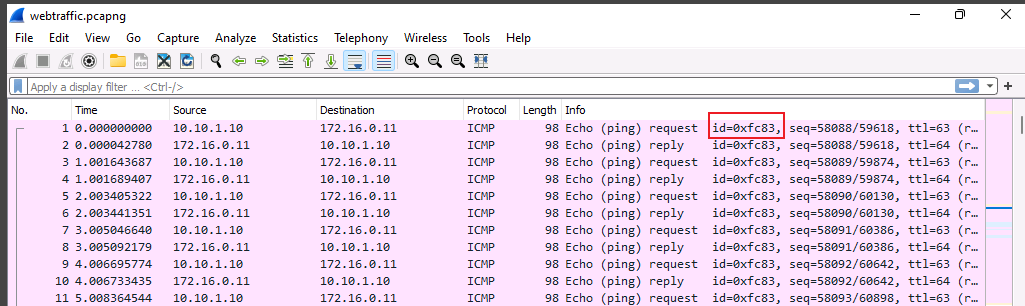 webtraffic.pcapng
File Edit View Go Capture Analyze Statistics Telephony Wireless Tools Help
Apply a display filter ... <Ctrl-/>
No. Time Source Destination Protocol Length Info
1 0.000000000 10.10.1.10 172.16.0.11 ICMP 98 Echo (ping) request id=0xfc83, seq=58088/59618, ttl=63 (r…
2 0.000042780 172.16.0.11 10.10.1.10 ICMP 98 Echo (ping) reply id=0xfc83, seq=58088/59618, ttl=64 (r…
3 1.001643687 10.10.1.10 172.16.0.11 ICMP 98 Echo (ping) request id=0xfc83, seq=58089/59874, ttl=63 (r…
4 1.001689407 172.16.0.11 10.10.1.10 ICMP 98 Echo (ping) reply id=0xfc83, seq=58089/59874, ttl=64 (r…
5 2.003405322 10.10.1.10 172.16.0.11 ICMP 98 Echo (ping) request id=0xfc83, seq=58090/60130, ttl=63 (r…
6 2.003441351 172.16.0.11 10.10.1.10 ICMP 98 Echo (ping) reply id=0xfc83, seq=58090/60130, ttl=64 (r…
7 3.005046640 10.10.1.10 172.16.0.11 ICMP 98 Echo (ping) request id=0xfc83, seq=58091/60386, ttl=63 (r…
8 3.005092179 172.16.0.11 10.10.1.10 ICMP 98 Echo (ping) reply id=0xfc83, seq=58091/60386, ttl=64 (r…
9 4.006695774 10.10.1.10 172.16.0.11 ICMP 98 Echo (ping) request id=0xfc83, seq=58092/60642, ttl=63 (r…
10 4.006733435 172.16.0.11 10.10.1.10 ICMP 98 Echo (ping) reply id=0xfc83, seq=58092/60642, ttl=64 (r…
11 5.008364544 10.10.1.10 172.16.0.11 ICMP 98 Echo (ping) request id=0xfc83, seq=58093/60898, ttl=63 (r…